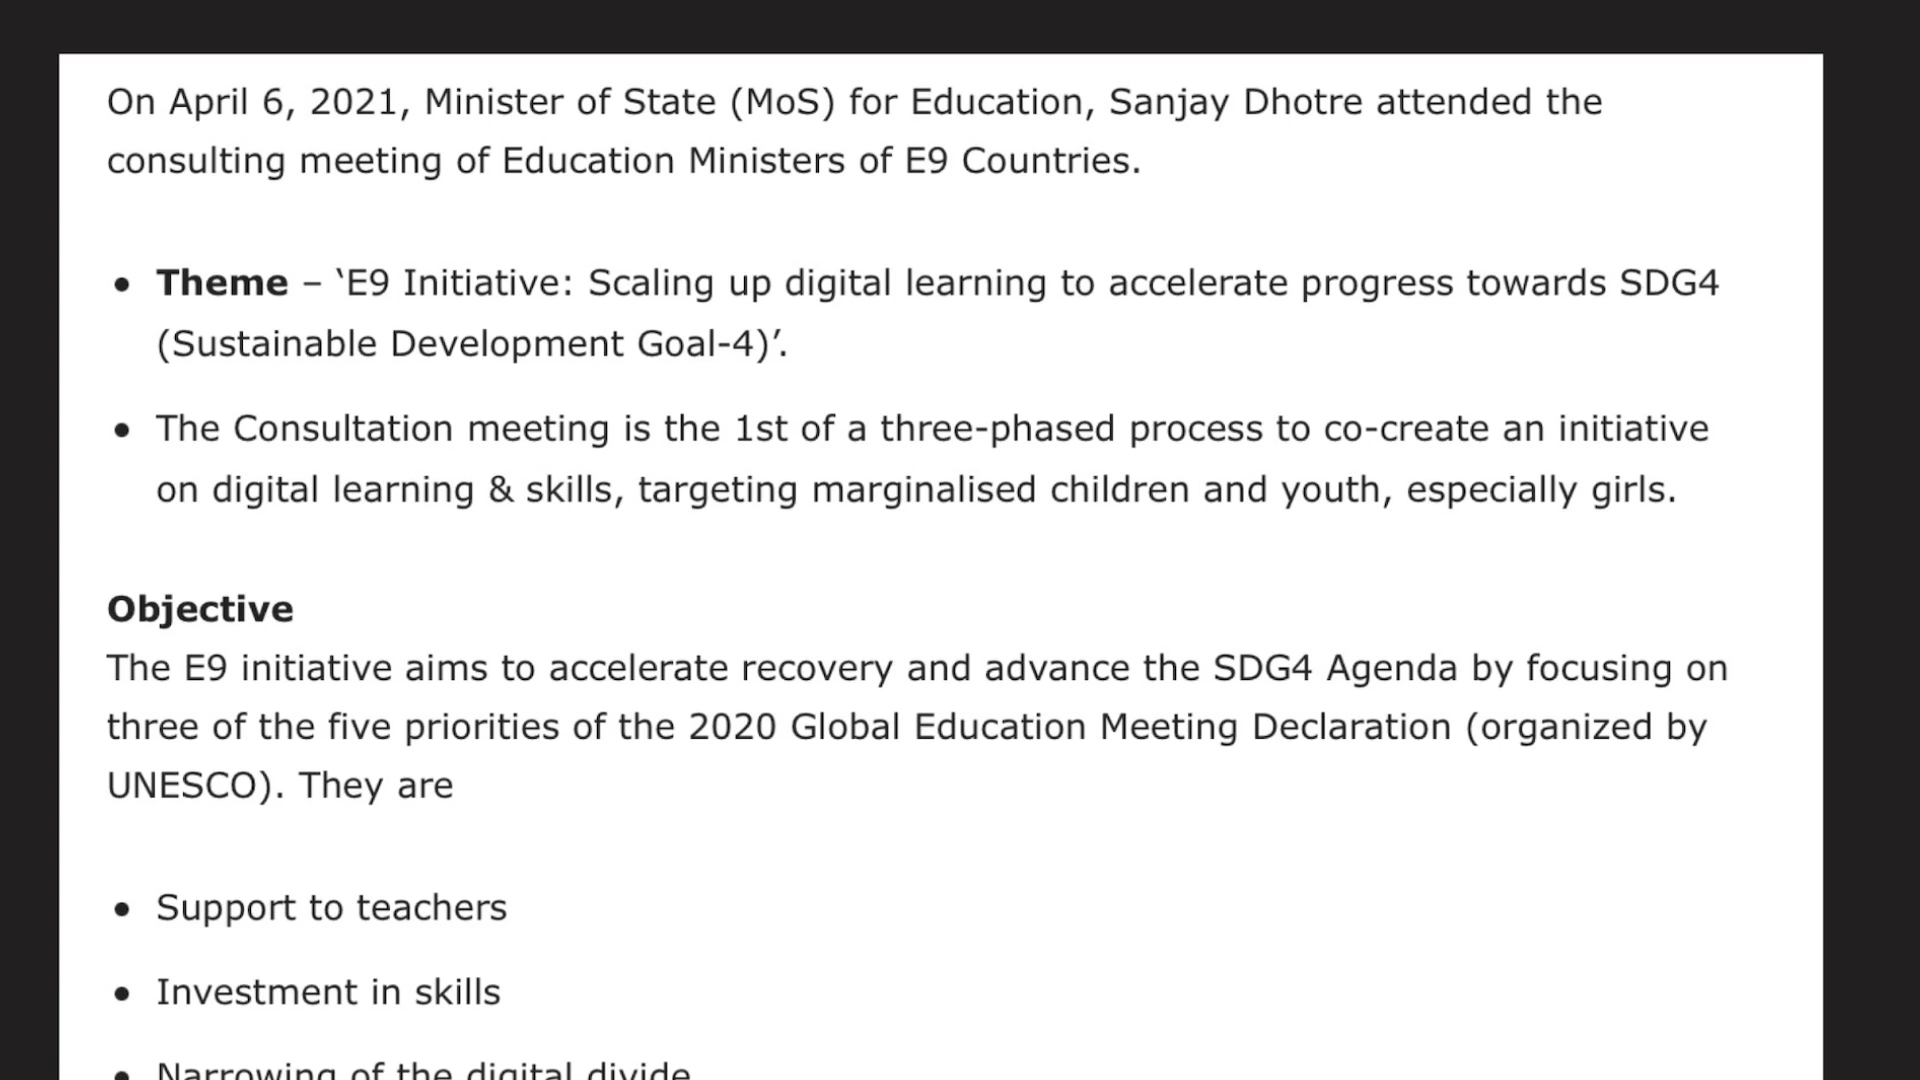 On April 6, 2021, Minister of State (MoS) for Education, Sanjay Dhotre attended the
consulting meeting of Education Ministers of E9 Countries.
• Theme – ‘E9 Initiative: Scaling up digital learning to accelerate progress towards SDG4
(Sustainable Development Goal-4)’.
• The Consultation meeting is the 1st of a three-phased process to co-create an initiative
on digital learning & skills, targeting marginalised children and youth, especially girls.
Objective
The E9 initiative aims to accelerate recovery and advance the SDG4 Agenda by focusing on
three of the five priorities of the 2020 Global Education Meeting Declaration (organized by
UNESCO). They are
• Support to teachers
• Investment in skills
• Narrowing of the digital divide